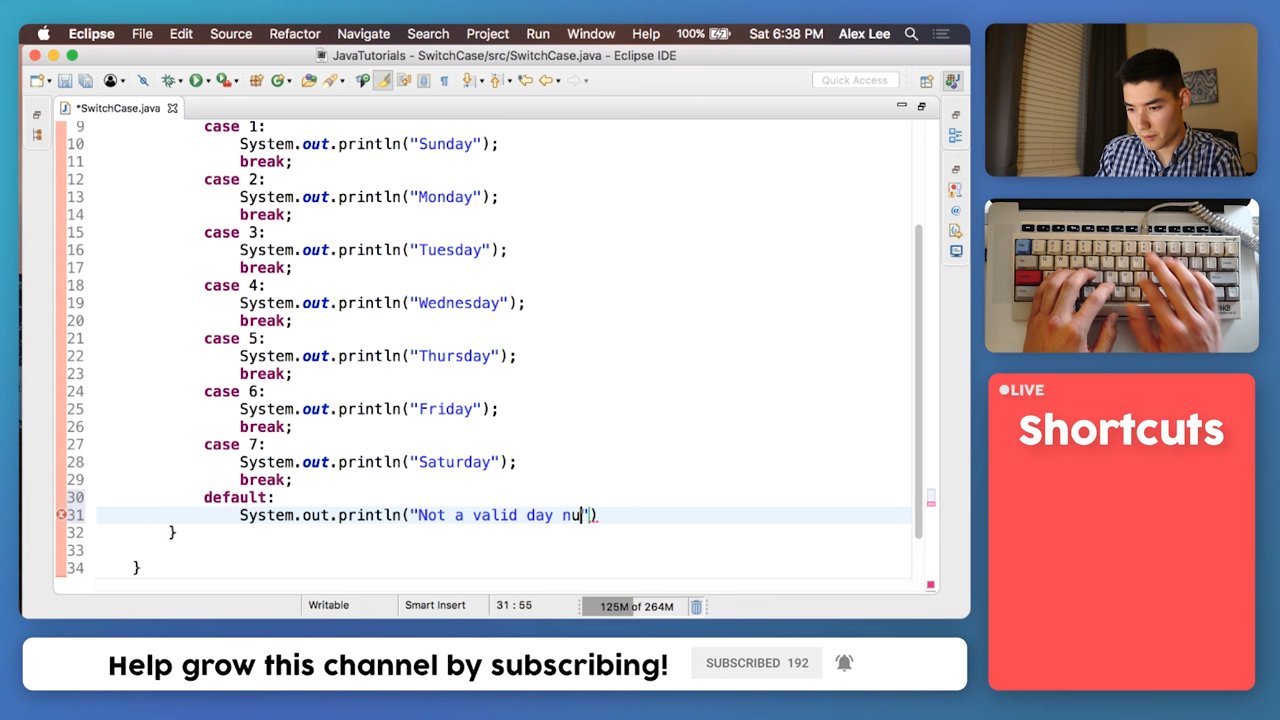 Eclipse File Edit Source Refactor Navigate Search Project Run Window Help 100% Sat 6:38 PM Alex Lee
JavaTutorials - SwitchCase/src/SwitchCase.java - Eclipse IDE
Quick Access
*SwitchCase.java
9 case 1:
10 System.out.println("Sunday");
11 break;
12 case 2:
13 System.out.println("Monday");
14 break;
15 case 3:
16 System.out.println("Tuesday");
17 break;
18 case 4:
19 System.out.println("Wednesday");
20 break;
21 case 5:
22 System.out.println("Thursday");
23 break;
24 case 6:
25 System.out.println("Friday");
26 break;
27 case 7:
28 System.out.println("Saturday");
29 break;
30 default:
31 System.out.println("Not a valid day nu")
32 }
33
34 }
Writable Smart Insert 31 : 55 125M of 264M
LIVE
Shortcuts
Help grow this channel by subscribing! SUBSCRIBED 192